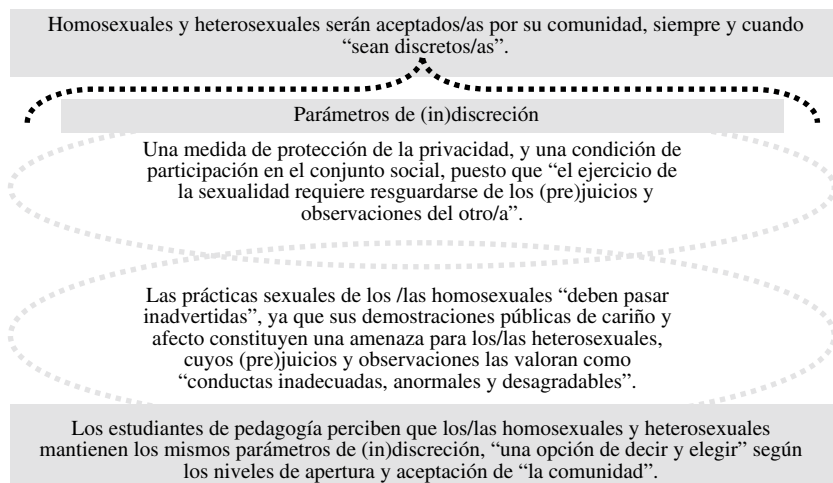 Homosexuales y heterosexuales serán aceptados/as por su comunidad, siempre y cuando
“sean discretos/as”.
Parámetros de (in)discreción
Una medida de protección de la privacidad, y una condición de
participación en el conjunto social, puesto que “el ejercicio de
la sexualidad requiere resguardarse de los (pre)juicios y
observaciones del otro/a”.
Las prácticas sexuales de los /las homosexuales “deben pasar
inadvertidas”, ya que sus demostraciones públicas de cariño y
afecto constituyen una amenaza para los/las heterosexuales,
cuyos (pre)juicios y observaciones las valoran como
“conductas inadecuadas, anormales y desagradables”.
Los estudiantes de pedagogía perciben que los/las homosexuales y heterosexuales
mantienen los mismos parámetros de (in)discreción, “una opción de decir y elegir” según
los niveles de apertura y aceptación de “la comunidad”.